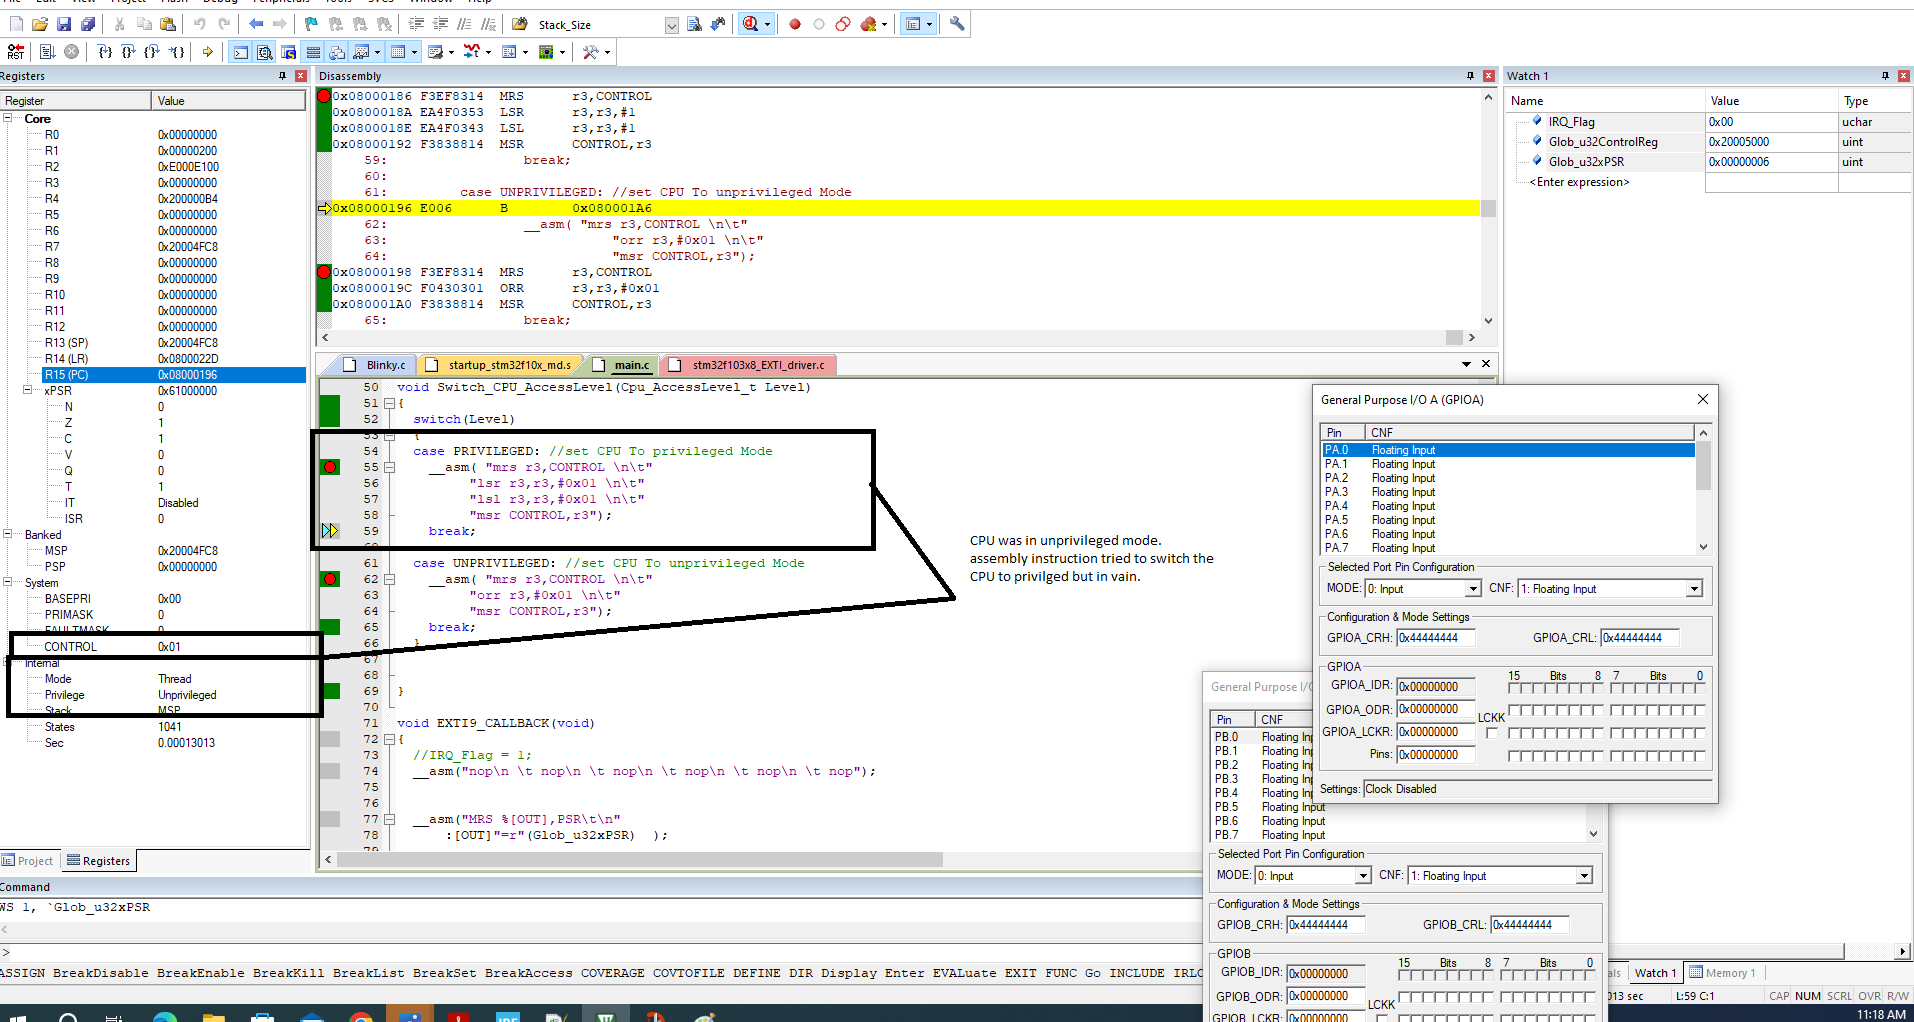 File Edit View Project Flash Debug Peripherals Tools SVCS Window Help
Stack_Size
RST
Registers
Register Value
Core
R0 0x00000000
R1 0x00000200
R2 0xE000E100
R3 0x00000000
R4 0x200000B4
R5 0x00000000
R6 0x00000000
R7 0x20004FC8
R8 0x00000000
R9 0x00000000
R10 0x00000000
R11 0x00000000
R12 0x00000000
R13 (SP) 0x20004FC8
R14 (LR) 0x0800022D
R15 (PC) 0x08000196
xPSR 0x61000000
N 0
Z 1
C 1
V 0
Q 0
T 1
IT Disabled
ISR 0
Banked
MSP 0x20004FC8
PSP 0x00000000
System
BASEPRI 0x00
PRIMASK 0
FAULTMASK 0
CONTROL 0x01
Internal
Mode Thread
Privilege Unprivileged
Stack MSP
States 1041
Sec 0.00013013
Project Registers
Disassembly
0x08000186 F3EF8314 MRS r3,CONTROL
0x0800018A EA4F0353 LSR r3,r3,#1
0x0800018E EA4F0343 LSL r3,r3,#1
0x08000192 F3838814 MSR CONTROL,r3
59: break;
60:
61: case UNPRIVILEGED: //set CPU To unprivileged Mode
0x08000196 E006 B 0x080001A6
62: __asm( "mrs r3,CONTROL \n\t"
63: "orr r3,#0x01 \n\t"
64: "msr CONTROL,r3");
0x08000198 F3EF8314 MRS r3,CONTROL
0x0800019C F0430301 ORR r3,r3,#0x01
0x080001A0 F3838814 MSR CONTROL,r3
65: break;
Blinky.c startup_stm32f10x_md.s main.c stm32f103x8_EXTI_driver.c
50 void Switch_CPU_AccessLevel(Cpu_AccessLevel_t Level)
51 {
52 switch(Level)
53 {
54 case PRIVILEGED: //set CPU To privileged Mode
55 __asm( "mrs r3,CONTROL \n\t"
56 "lsr r3,r3,#0x01 \n\t"
57 "lsl r3,r3,#0x01 \n\t"
58 "msr CONTROL,r3");
59 break;
61 case UNPRIVILEGED: //set CPU To unprivileged Mode
62 __asm( "mrs r3,CONTROL \n\t"
63 "orr r3,#0x01 \n\t"
64 "msr CONTROL,r3");
65 break;
66 }
67
68
69 }
70
71 void EXTI9_CALLBACK(void)
72 {
73 //IRQ_Flag = 1;
74 __asm("nop\n \t nop\n \t nop\n \t nop\n \t nop\n \t nop");
75
76
77 __asm("MRS %[OUT],PSR\t\n"
78 :[OUT]"=r"(Glob_u32xPSR) );
79
CPU was in unprivileged mode.
assembly instruction tried to switch the
CPU to privilged but in vain.
Watch 1
Name Value Type
IRQ_Flag 0x00 uchar
Glob_u32ControlReg 0x20005000 uint
Glob_u32xPSR 0x00000006 uint
<Enter expression>
General Purpose I/O A (GPIOA)
Pin CNF
PA.0 Floating Input
PA.1 Floating Input
PA.2 Floating Input
PA.3 Floating Input
PA.4 Floating Input
PA.5 Floating Input
PA.6 Floating Input
PA.7 Floating Input
Selected Port Pin Configuration
MODE: 0: Input CNF: 1: Floating Input
Configuration & Mode Settings
GPIOA_CRH: 0x44444444 GPIOA_CRL: 0x44444444
GPIOA
15 Bits 8 7 Bits 0
GPIOA_IDR: 0x00000000
GPIOA_ODR: 0x00000000
LCKK
GPIOA_LCKR: 0x00000000
Pins: 0x00000000
Settings: Clock Disabled
General Purpose I/O
Pin CNF
PB.0 Floating Inp
PB.1 Floating Inp
PB.2 Floating Inp
PB.3 Floating Inp
PB.4 Floating Inp
PB.5 Floating Input
PB.6 Floating Input
PB.7 Floating Input
Selected Port Pin Configuration
MODE: 0: Input CNF: 1: Floating Input
Configuration & Mode Settings
GPIOB_CRH: 0x44444444 GPIOB_CRL: 0x44444444
GPIOB
15 Bits 8 7 Bits 0
GPIOB_IDR: 0x00000000
GPIOB_ODR: 0x00000000
LCKK
GPIOB_LCKR: 0x00000000
Command
WS 1, `Glob_u32xPSR
>
ASSIGN BreakDisable BreakEnable BreakKill BreakList BreakSet BreakAccess COVERAGE COVTOFILE DEFINE DIR Display Enter EVALuate EXIT FUNC Go INCLUDE IRLO
als Watch 1 Memory 1
013 sec L:59 C:1 CAP NUM SCRL OVR R/W
11:18 AM